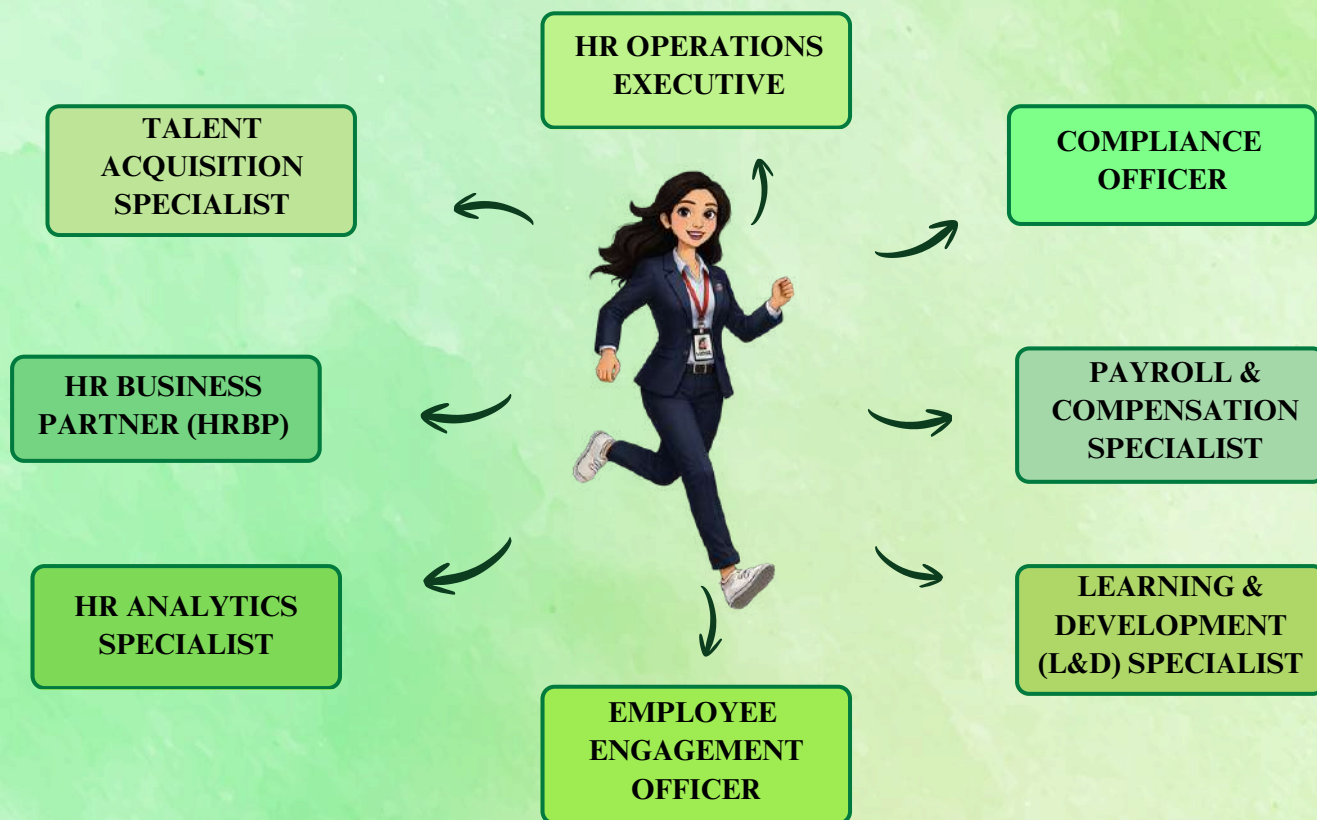 HR OPERATIONS
EXECUTIVE
TALENT
ACQUISITION
SPECIALIST
COMPLIANCE
OFFICER
HR BUSINESS
PARTNER (HRBP)
PAYROLL &
COMPENSATION
SPECIALIST
HR ANALYTICS
SPECIALIST
LEARNING &
DEVELOPMENT
(L&D) SPECIALIST
EMPLOYEE
ENGAGEMENT
OFFICER